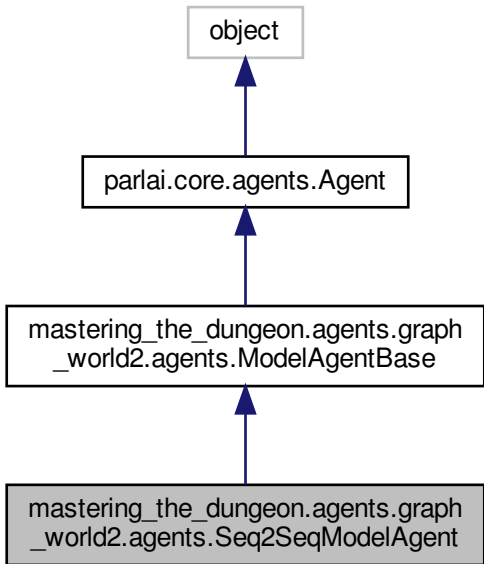 object
parlai.core.agents.Agent
mastering_the_dungeon.agents.graph
_world2.agents.ModelAgentBase
mastering_the_dungeon.agents.graph
_world2.agents.Seq2SeqModelAgent